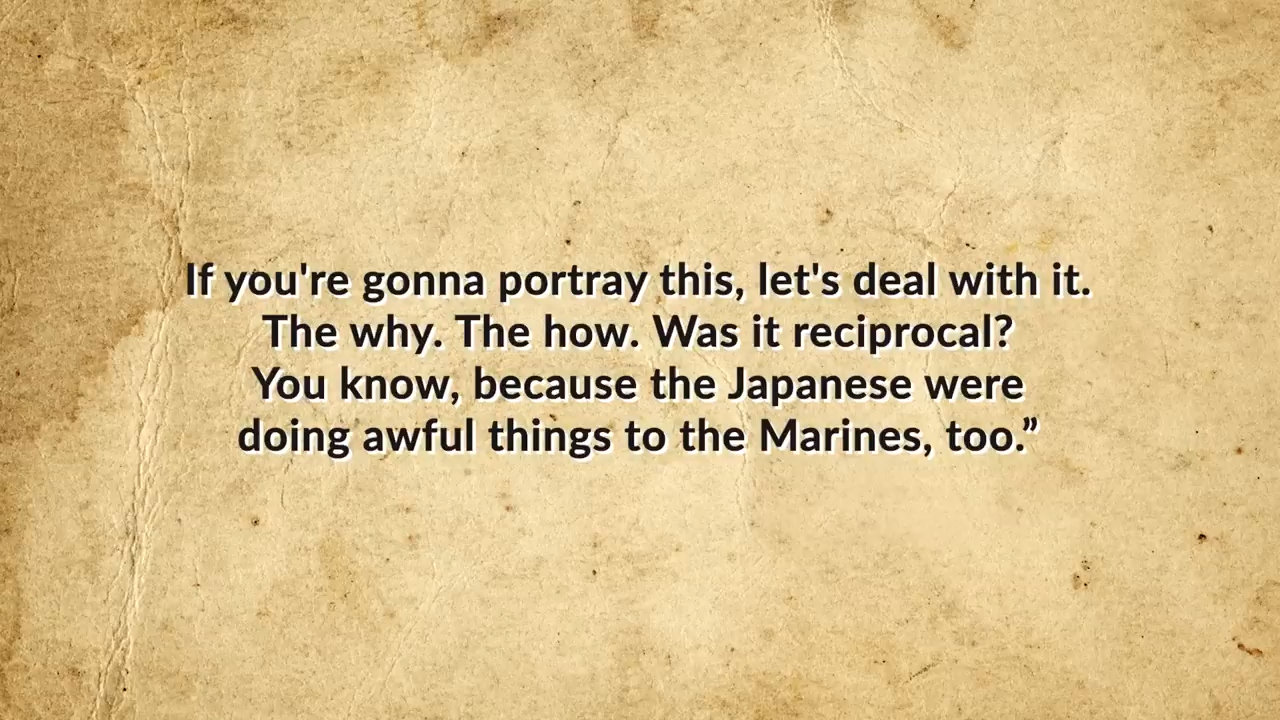 If you're gonna portray this, let's deal with it.
The why. The how. Was it reciprocal?
You know, because the Japanese were
doing awful things to the Marines, too.”